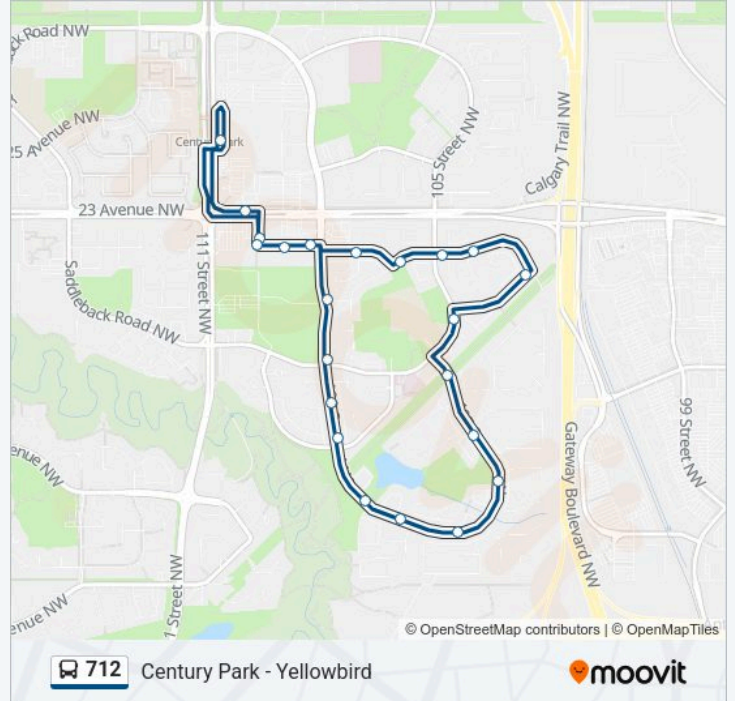 ck Road NW
25 Avenue NW
Century Park
105 Street NW
Calgary Trail NW
23 Avenue NW
111 Street NW
Saddleback Road NW
99 Street NW
Gateway Boulevard NW
enue NW
1 Street NW
enue NW
© OpenStreetMap contributors | © OpenMapTiles
712 Century Park - Yellowbird
moovit